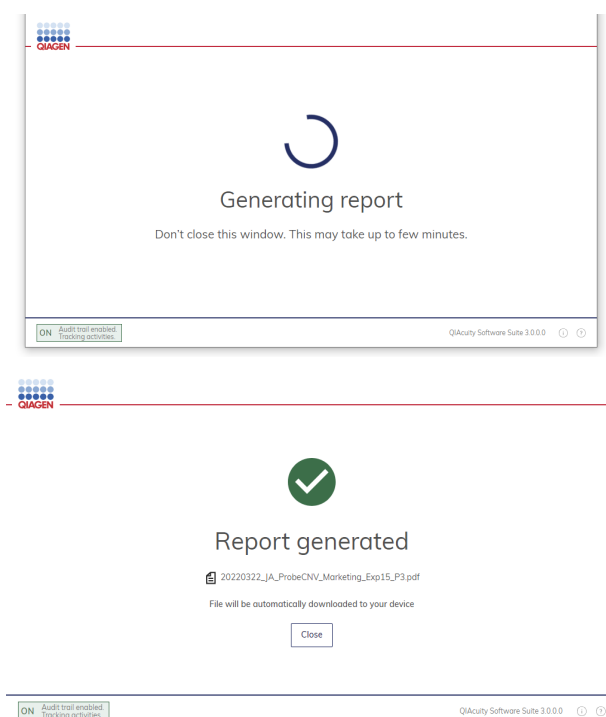 QIAGEN
Generating report
Don't close this window. This may take up to few minutes.
ON Audit trail enabled.
Tracking activities.
QIAcuity Software Suite 3.0.0.0
QIAGEN
Report generated
20220322_JA_ProbeCNV_Marketing_Exp15_P3.pdf
File will be automatically downloaded to your device
Close
ON Audit trail enabled.
Tracking activities.
QIAcuity Software Suite 3.0.0.0